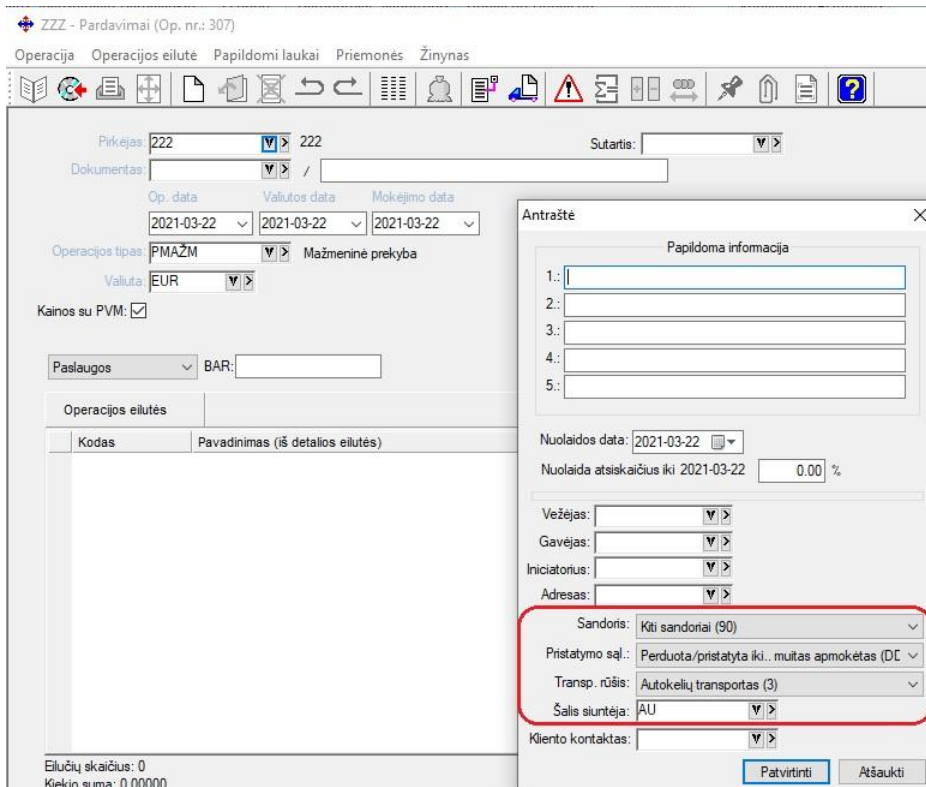 ZZZ - Pardavimai (Op. nr.: 307)
Operacija Operacijos eilutė Papildomi laukai Priemonės Žinynas
Pirkėjas: 222 222 Sutartis:
Dokumentas: /
Op. data Valiutos data Mokėjimo data
2021-03-22 2021-03-22 2021-03-22
Operacijos tipas: PMAŽM Mažmeninė prekyba
Valiuta: EUR
Kainos su PVM:
Paslaugos BAR:
Operacijos eilutės
Kodas Pavadinimas (iš detalios eilutės)
Eilučių skaičius: 0
Kiekio suma: 0.00000
Antraštė
Papildoma informacija
1.:
2.:
3.:
4.:
5.:
Nuolaidos data: 2021-03-22
Nuolaida atsiskaičius iki 2021-03-22 0.00 %
Vežėjas:
Gavėjas:
Iniciatorius:
Adresas:
Sandoris: Kiti sandoriai (90)
Pristatymo sąl.: Perduota/pristatyta iki.. muitas apmokėtas (DD
Transp. rūšis: Autokelių transportas (3)
Šalis siuntėja: AU
Kliento kontaktas:
Patvirtinti Atšaukti